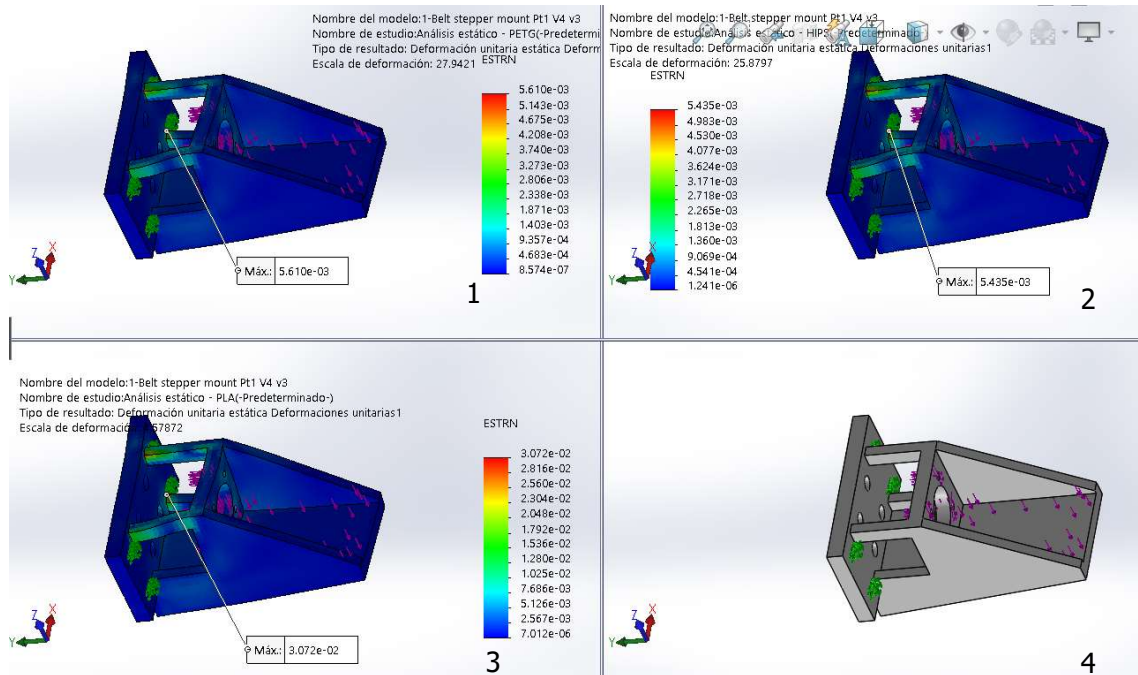 Nombre del modelo:1-Belt stepper mount Pt1 V4 v3
Nombre de estudio:Análisis estático - PETG(-Predetermi
Tipo de resultado: Deformación unitaria estática Deform
Escala de deformación: 27.9421
ESTRN
5.610e-03
5.143e-03
4.675e-03
4.208e-03
3.740e-03
3.273e-03
2.806e-03
2.338e-03
1.871e-03
1.403e-03
9.357e-04
4.683e-04
8.574e-07
Máx.: 5.610e-03
Z X
Y
1
Nombre del modelo:1-Belt stepper mount Pt1 V4 v3
Nombre de estudio:Análisis estático - HIPS(-Predeterminado
Tipo de resultado: Deformación unitaria estática Deformaciones unitarias1
Escala de deformación: 25.8797
ESTRN
5.435e-03
4.983e-03
4.530e-03
4.077e-03
3.624e-03
3.171e-03
2.718e-03
2.265e-03
1.813e-03
1.360e-03
9.069e-04
4.541e-04
1.241e-06
Máx.: 5.435e-03
Z X
Y
2
Nombre del modelo:1-Belt stepper mount Pt1 V4 v3
Nombre de estudio:Análisis estático - PLA(-Predeterminado-)
Tipo de resultado: Deformación unitaria estática Deformaciones unitarias1
Escala de deformació 57872
ESTRN
3.072e-02
2.816e-02
2.560e-02
2.304e-02
2.048e-02
1.792e-02
1.536e-02
1.280e-02
1.025e-02
7.686e-03
5.126e-03
2.567e-03
7.012e-06
Máx.: 3.072e-02
Z X
Y
3
Z X
Y
4